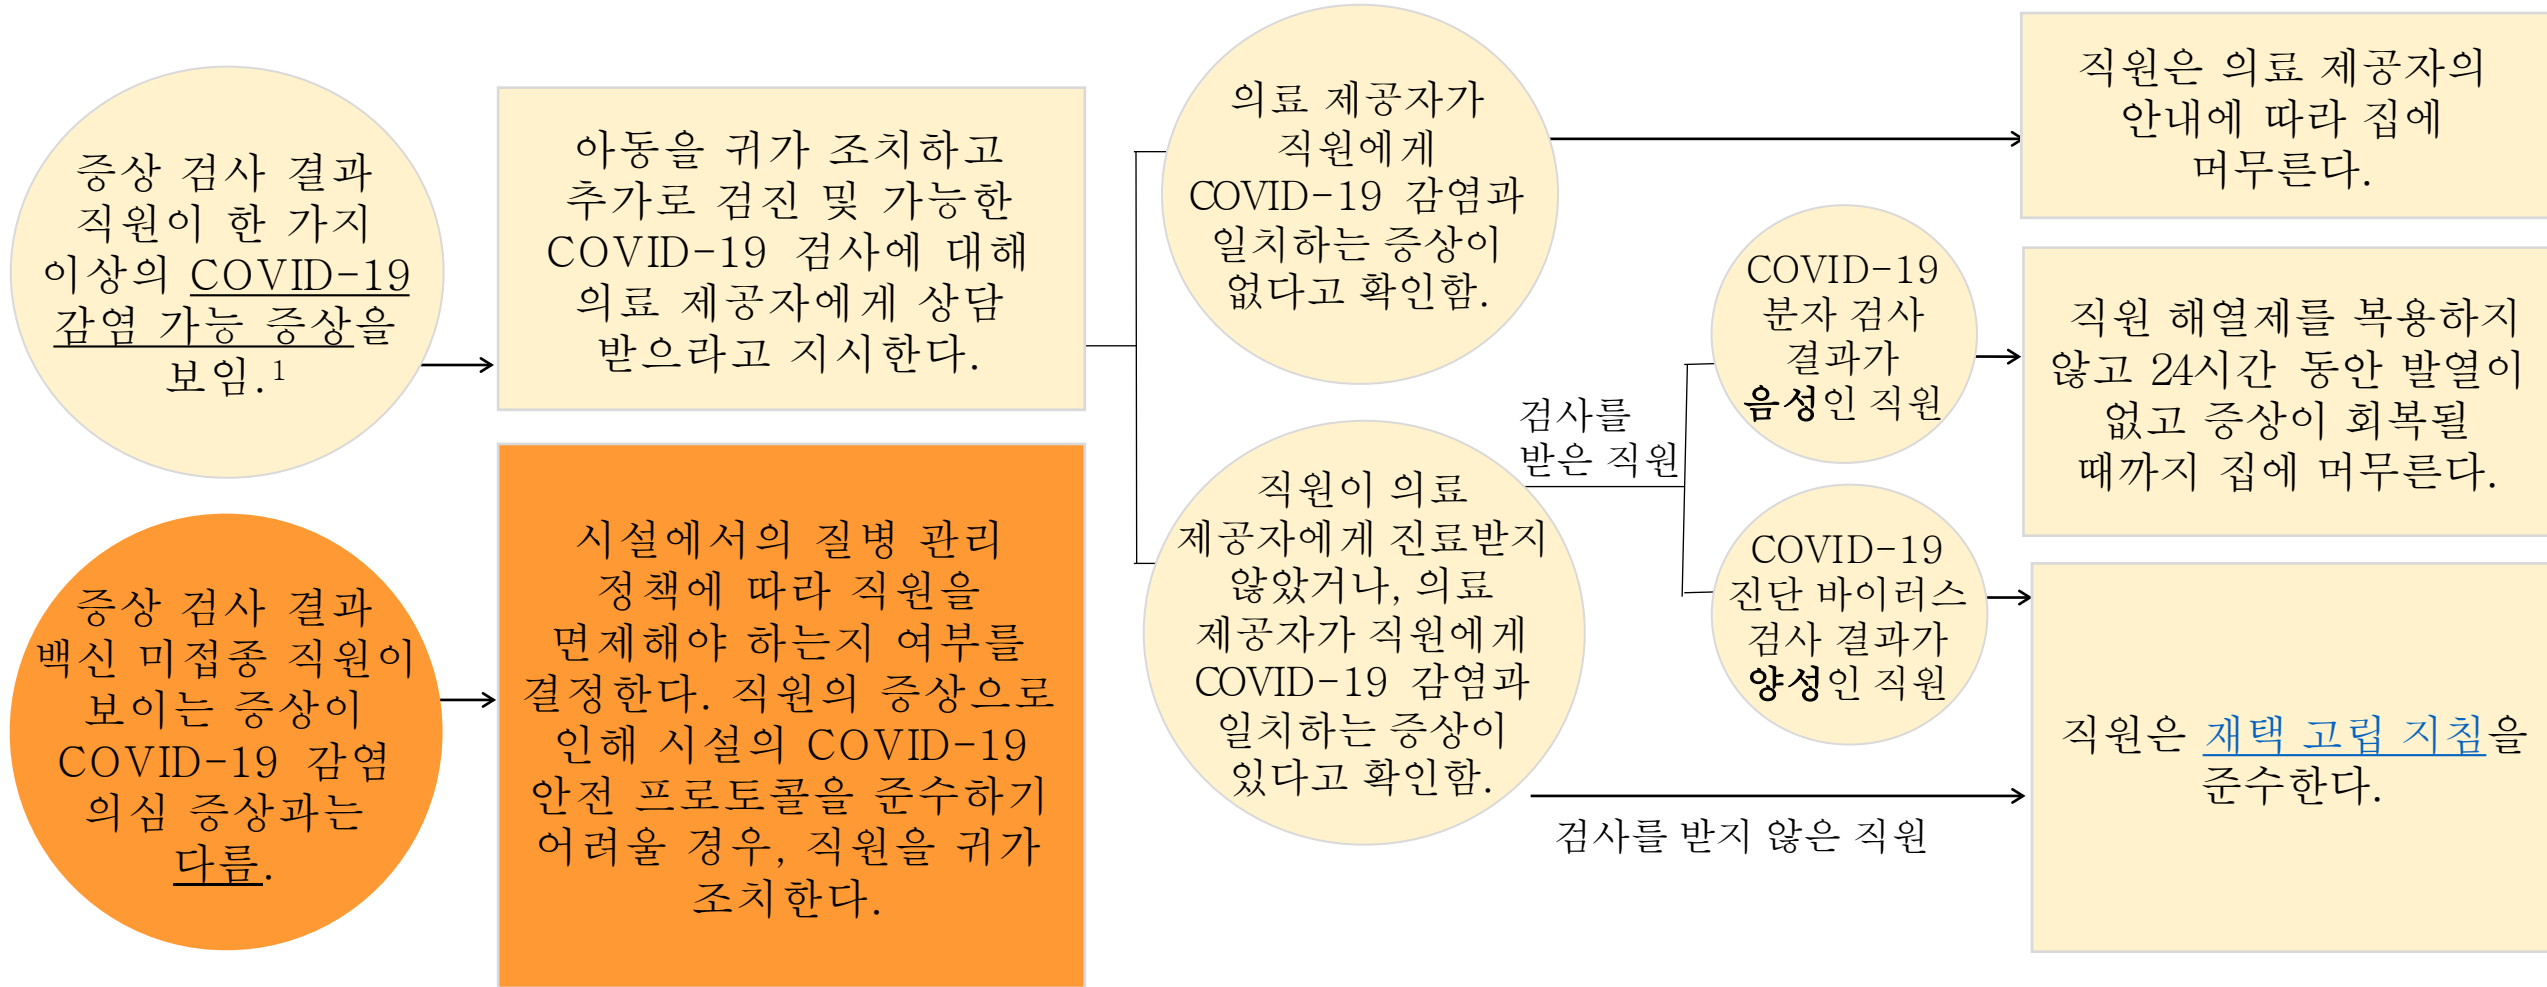 증상 검사 결과
직원이 한 가지
이상의 COVID-19
감염 가능 증상을
보임.¹
아동을 귀가 조치하고
추가로 검진 및 가능한
COVID-19 검사에 대해
의료 제공자에게 상담
받으라고 지시한다.
의료 제공자가
직원에게
COVID-19 감염과
일치하는 증상이
없다고 확인함.
직원은 의료 제공자의
안내에 따라 집에
머무른다.
직원이 의료
제공자에게 진료받지
않았거나, 의료
제공자가 직원에게
COVID-19 감염과
일치하는 증상이
있다고 확인함.
검사를
받은 직원
COVID-19
분자 검사
결과가
음성인 직원
직원 해열제를 복용하지
않고 24시간 동안 발열이
없고 증상이 회복될
때까지 집에 머무른다.
COVID-19
진단 바이러스
검사 결과가
양성인 직원
검사를 받지 않은 직원
직원은 재택 고립 지침을
준수한다.
증상 검사 결과
백신 미접종 직원이
보이는 증상이
COVID-19 감염
의심 증상과는
다름.
시설에서의 질병 관리
정책에 따라 직원을
면제해야 하는지 여부를
결정한다. 직원의 증상으로
인해 시설의 COVID-19
안전 프로토콜을 준수하기
어려울 경우, 직원을 귀가
조치한다.